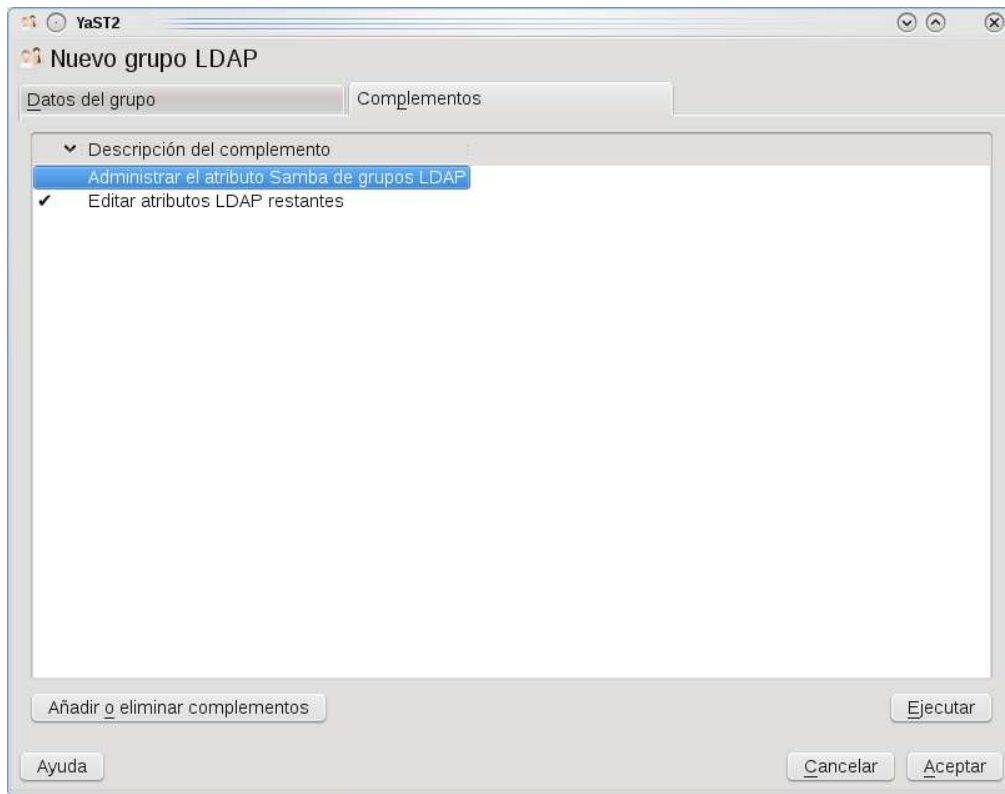 YaST2
Nuevo grupo LDAP
Datos del grupo
Complementos
Descripción del complemento
Administrar el atributo Samba de grupos LDAP
✔ Editar atributos LDAP restantes
Añadir o eliminar complementos
Ejecutar
Ayuda
Cancelar
Aceptar